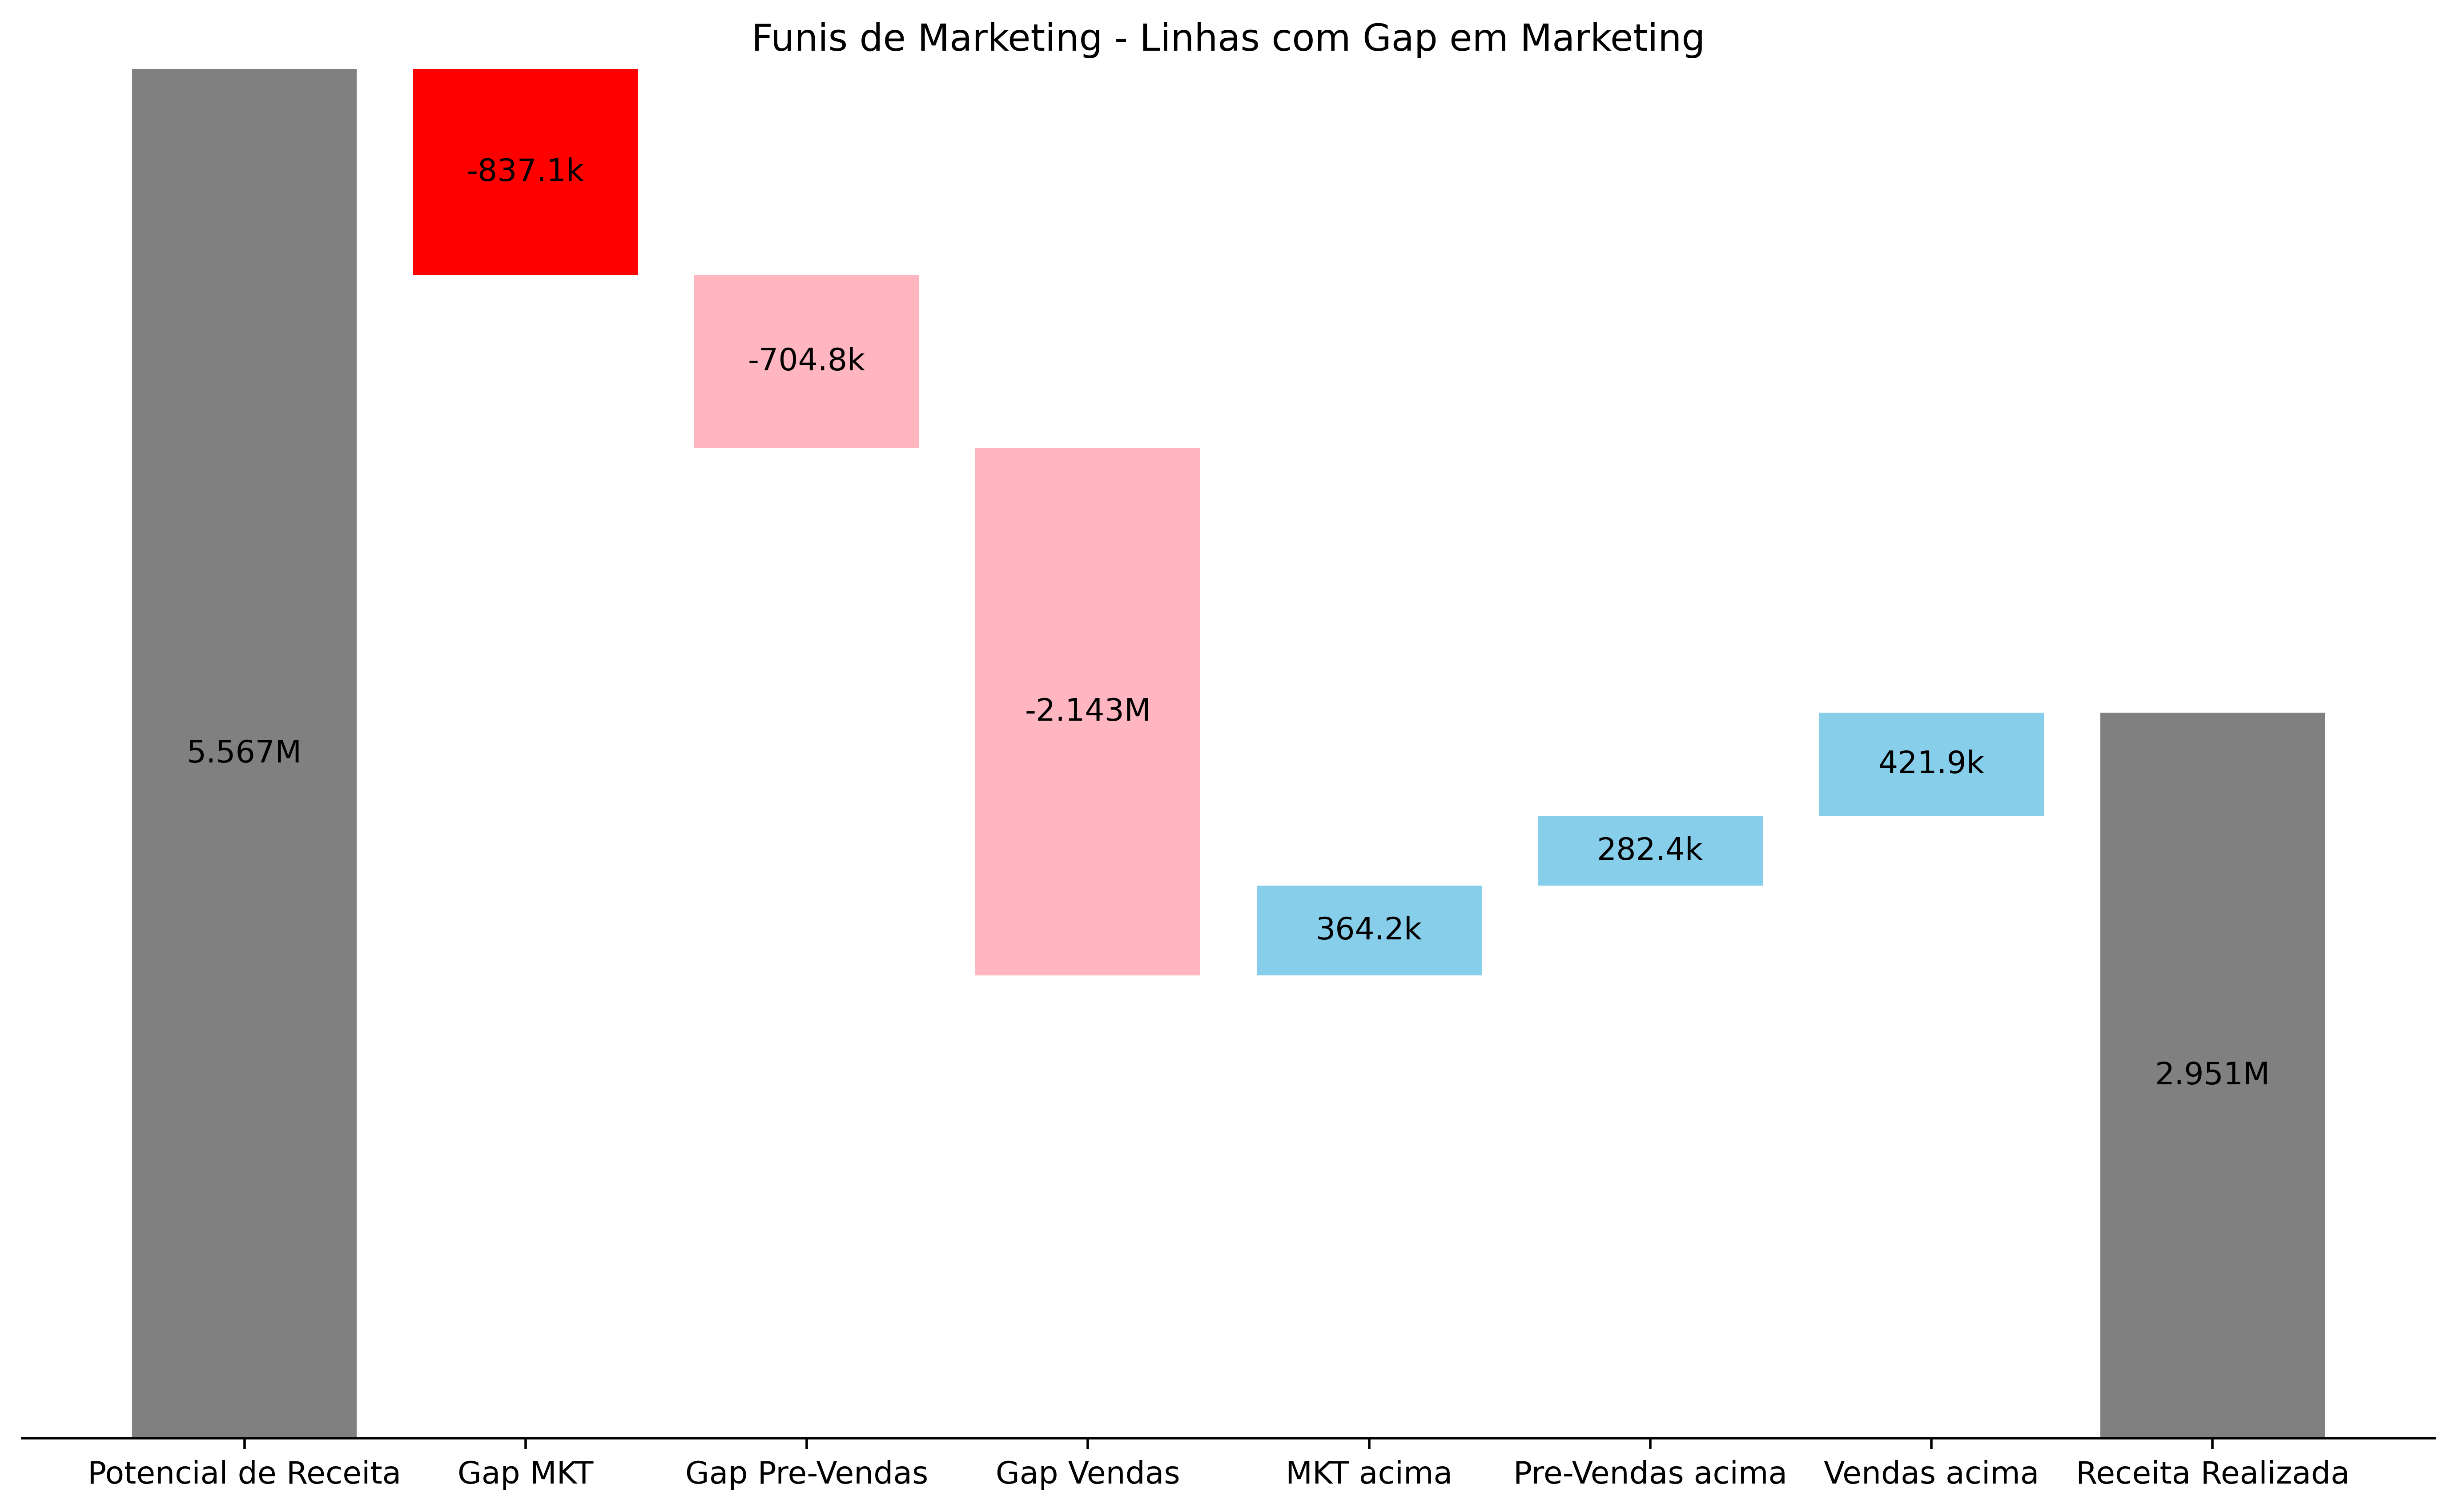 Funis de Marketing - Linhas com Gap em Marketing
-837.1k
-704.8k
-2.143M
5.567M
421.9k
282.4k
364.2k
2.951M
Potencial de Receita Gap MKT Gap Pre-Vendas Gap Vendas MKT acima Pre-Vendas acima Vendas acima Receita Realizada